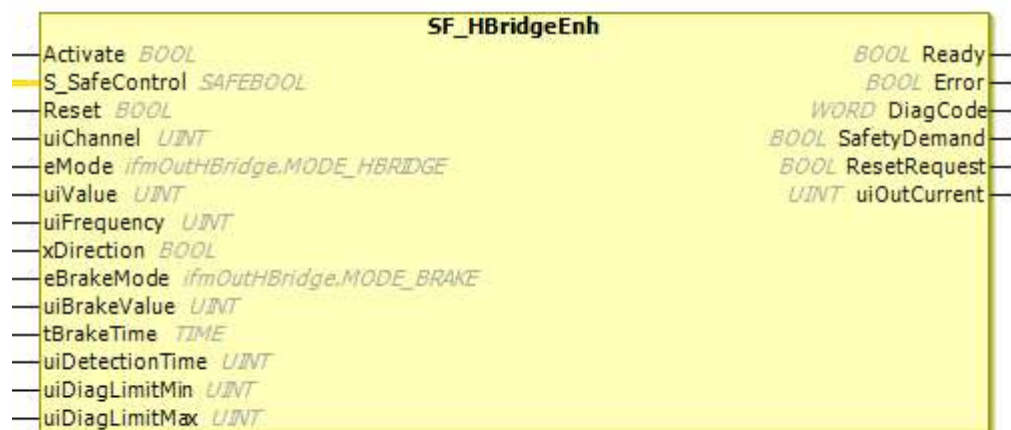 SF_HBridgeEnh
Activate BOOL BOOL Ready
S_SafeControl SAFEBOOL BOOL Error
Reset BOOL WORD DiagCode
uiChannel UINT BOOL SafetyDemand
eMode ifmOutHBridge.MODE_HBRIDGE BOOL ResetRequest
uiValue UINT UINT uiOutCurrent
uiFrequency UINT
xDirection BOOL
eBrakeMode ifmOutHBridge.MODE_BRAKE
uiBrakeValue UINT
tBrakeTime TIME
uiDetectionTime UINT
uiDiagLimitMin UINT
uiDiagLimitMax UINT